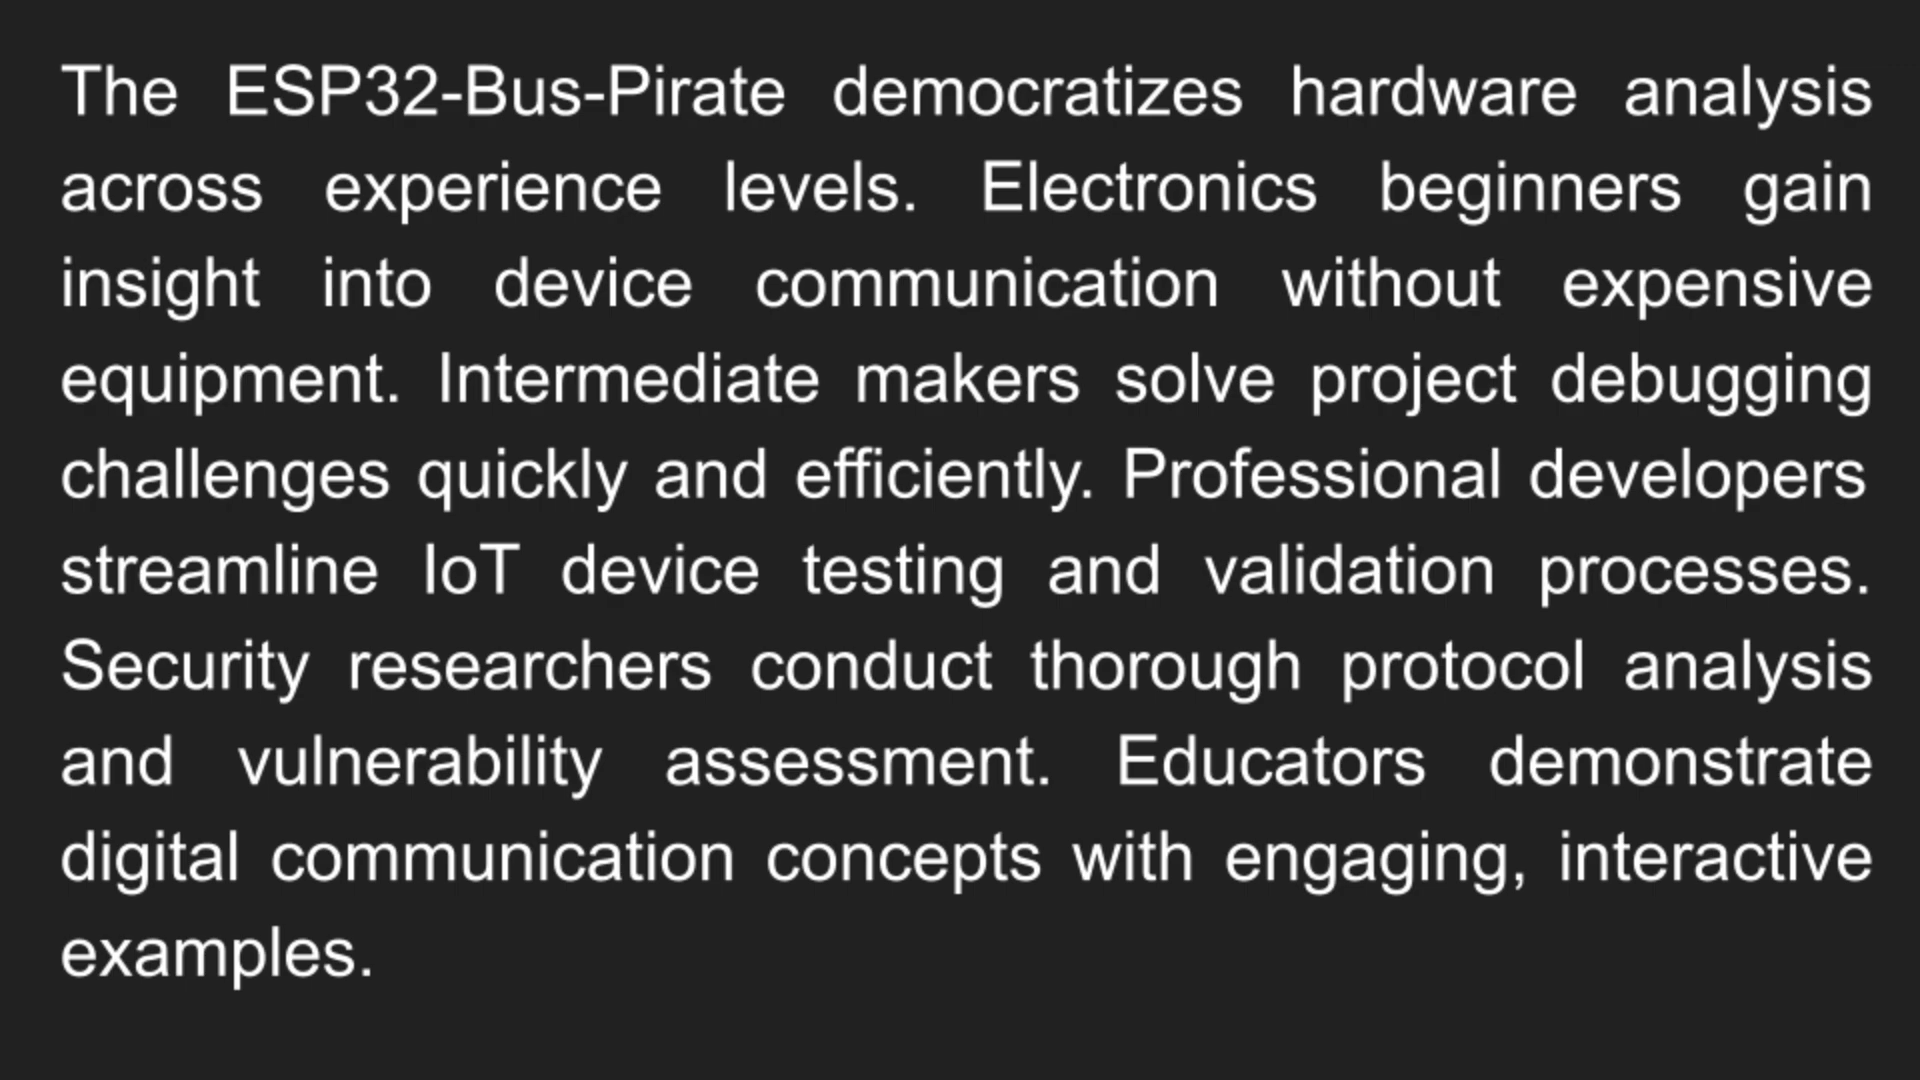 The ESP32-Bus-Pirate democratizes hardware analysis
across experience levels. Electronics beginners gain
insight into device communication without expensive
equipment. Intermediate makers solve project debugging
challenges quickly and efficiently. Professional developers
streamline IoT device testing and validation processes.
Security researchers conduct thorough protocol analysis
and vulnerability assessment. Educators demonstrate
digital communication concepts with engaging, interactive
examples.